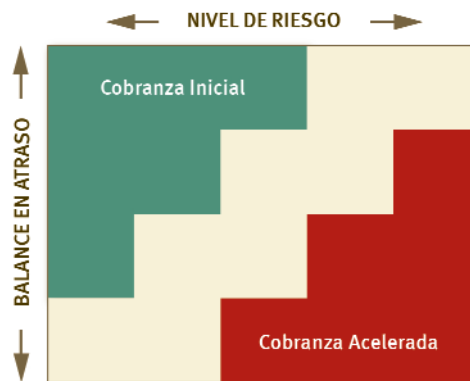 NIVEL DE RIESGO
BALANCE EN ATRASO
Cobranza Inicial
Cobranza Acelerada